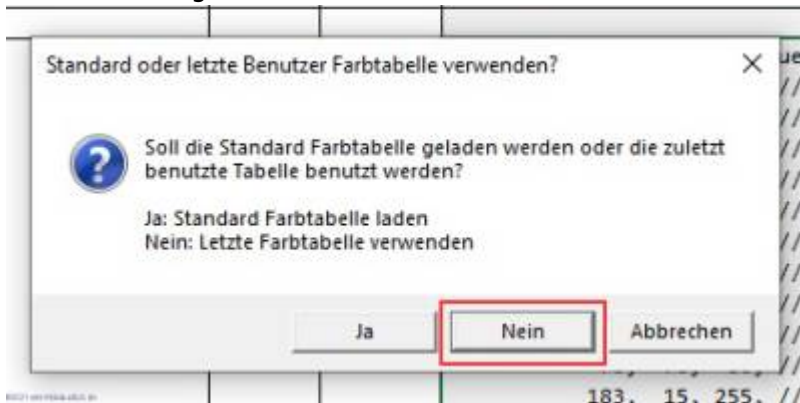 Standard oder letzte Benutzer Farbtabelle verwenden?
Soll die Standard Farbtabelle geladen werden oder die zuletzt
benutzte Tabelle benutzt werden?
Ja: Standard Farbtabelle laden
Nein: Letzte Farbtabelle verwenden
Ja Nein Abbrechen
183, 15, 255, //